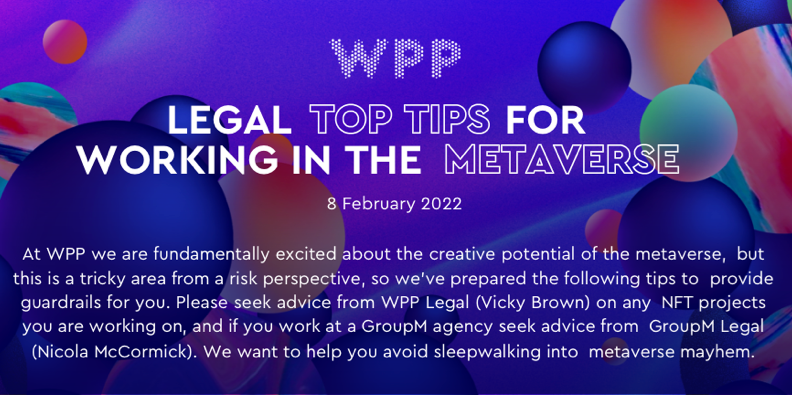 WPP
LEGAL TOP TIPS FOR
WORKING IN THE METAVERSE
8 February 2022
At WPP we are fundamentally excited about the creative potential of the metaverse, but
this is a tricky area from a risk perspective, so we've prepared the following tips to provide
guardrails for you. Please seek advice from WPP Legal (Vicky Brown) on any NFT projects
you are working on, and if you work at a GroupM agency seek advice from GroupM Legal
(Nicola McCormick). We want to help you avoid sleepwalking into metaverse mayhem.